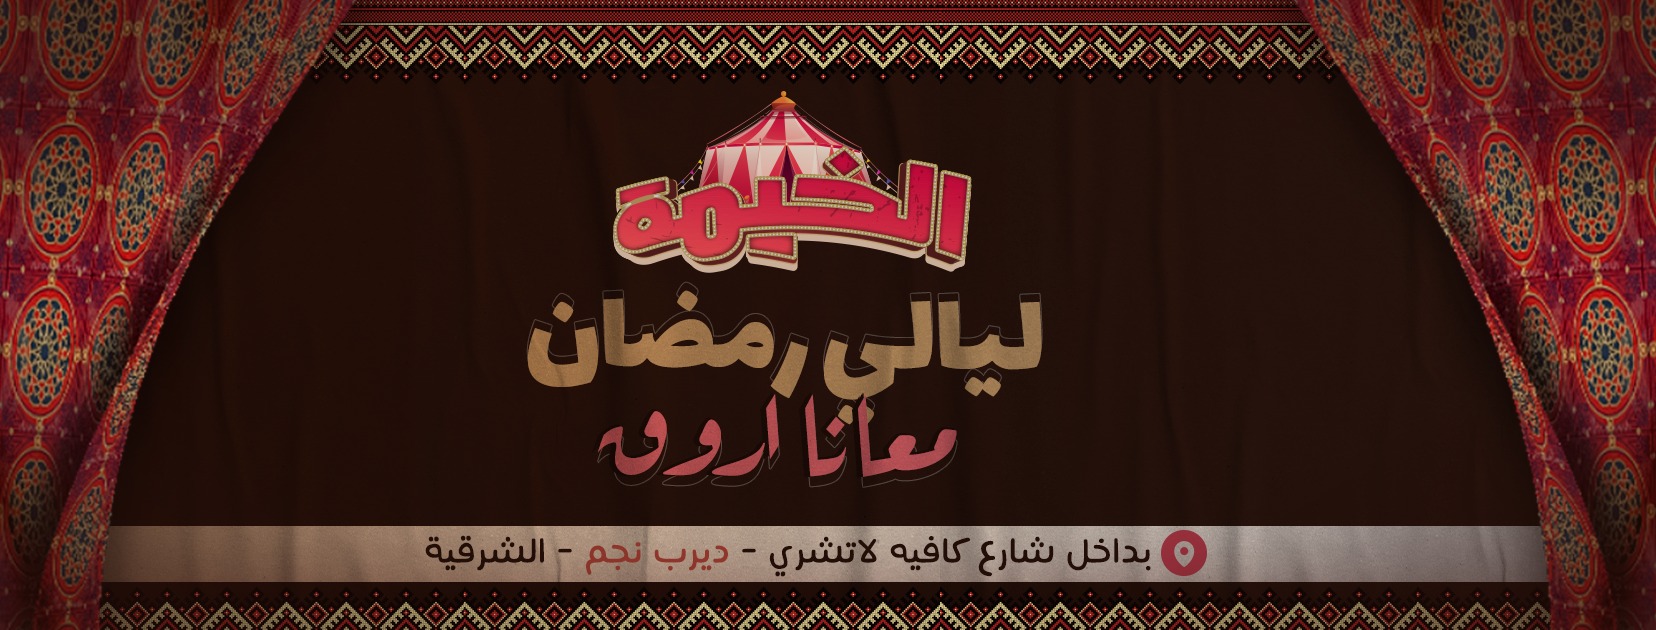 الخيمة
ليالي رمضان
معانا اروق
بداخل شارع كافيه لاتشري - ديرب نجم - الشرقية